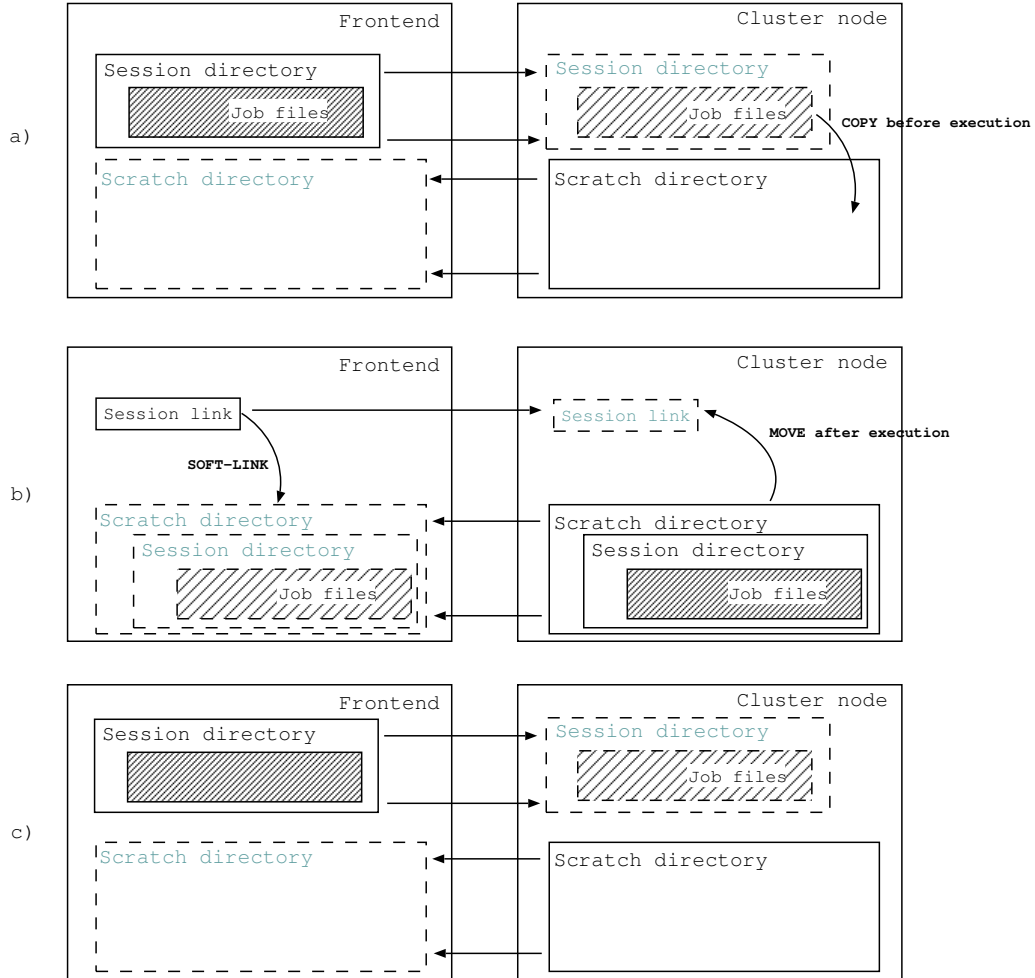 Frontend
Cluster node
Session directory
Session directory
Job files
Job files
a)
COPY before execution
Scratch directory
Scratch directory
Frontend
Cluster node
Session link
Session link
MOVE after execution
SOFT-LINK
b)
Scratch directory
Scratch directory
Session directory
Session directory
Job files
Job files
Frontend
Cluster node
Session directory
Session directory
Job files
c)
Scratch directory
Scratch directory